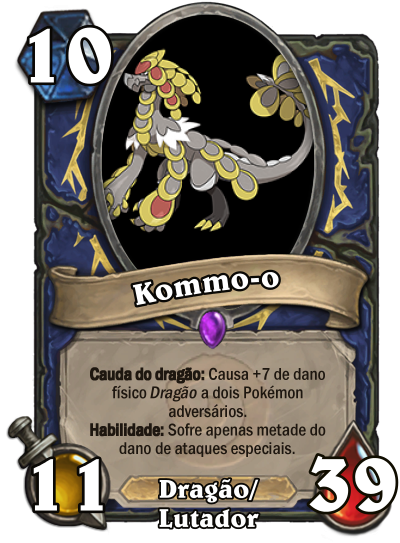 10
Kommo-o
Cauda do dragão: Causa +7 de dano
físico Dragão a dois Pokémon
adversários.
Habilidade: Sofre apenas metade do
dano de ataques especiais.
11
Dragão/
Lutador
39